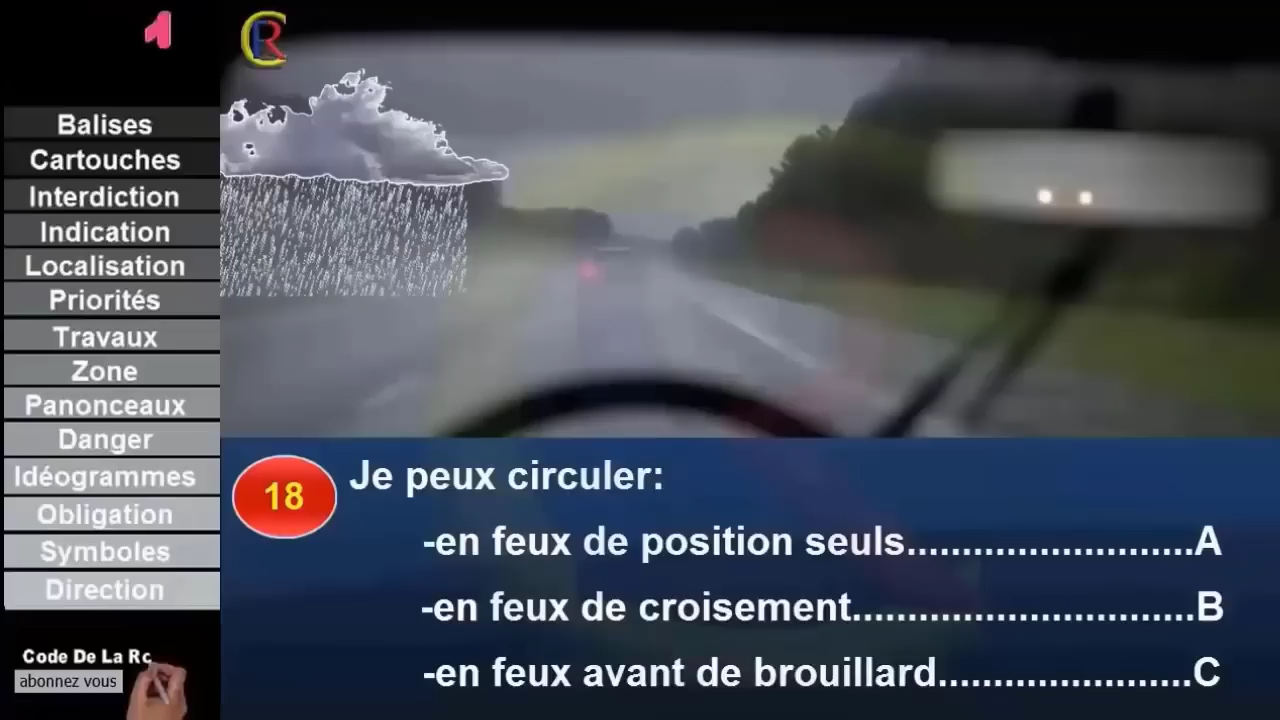 1
CR
Balises
Cartouches
Interdiction
Indication
Localisation
Priorités
Travaux
Zone
Panonceaux
Danger
Idéogrammes
Obligation
Symboles
Direction
Code De La Rc
abonnez vous
18
Je peux circuler:
-en feux de position seuls..........................A
-en feux de croisement...............................B
-en feux avant de brouillard.......................C